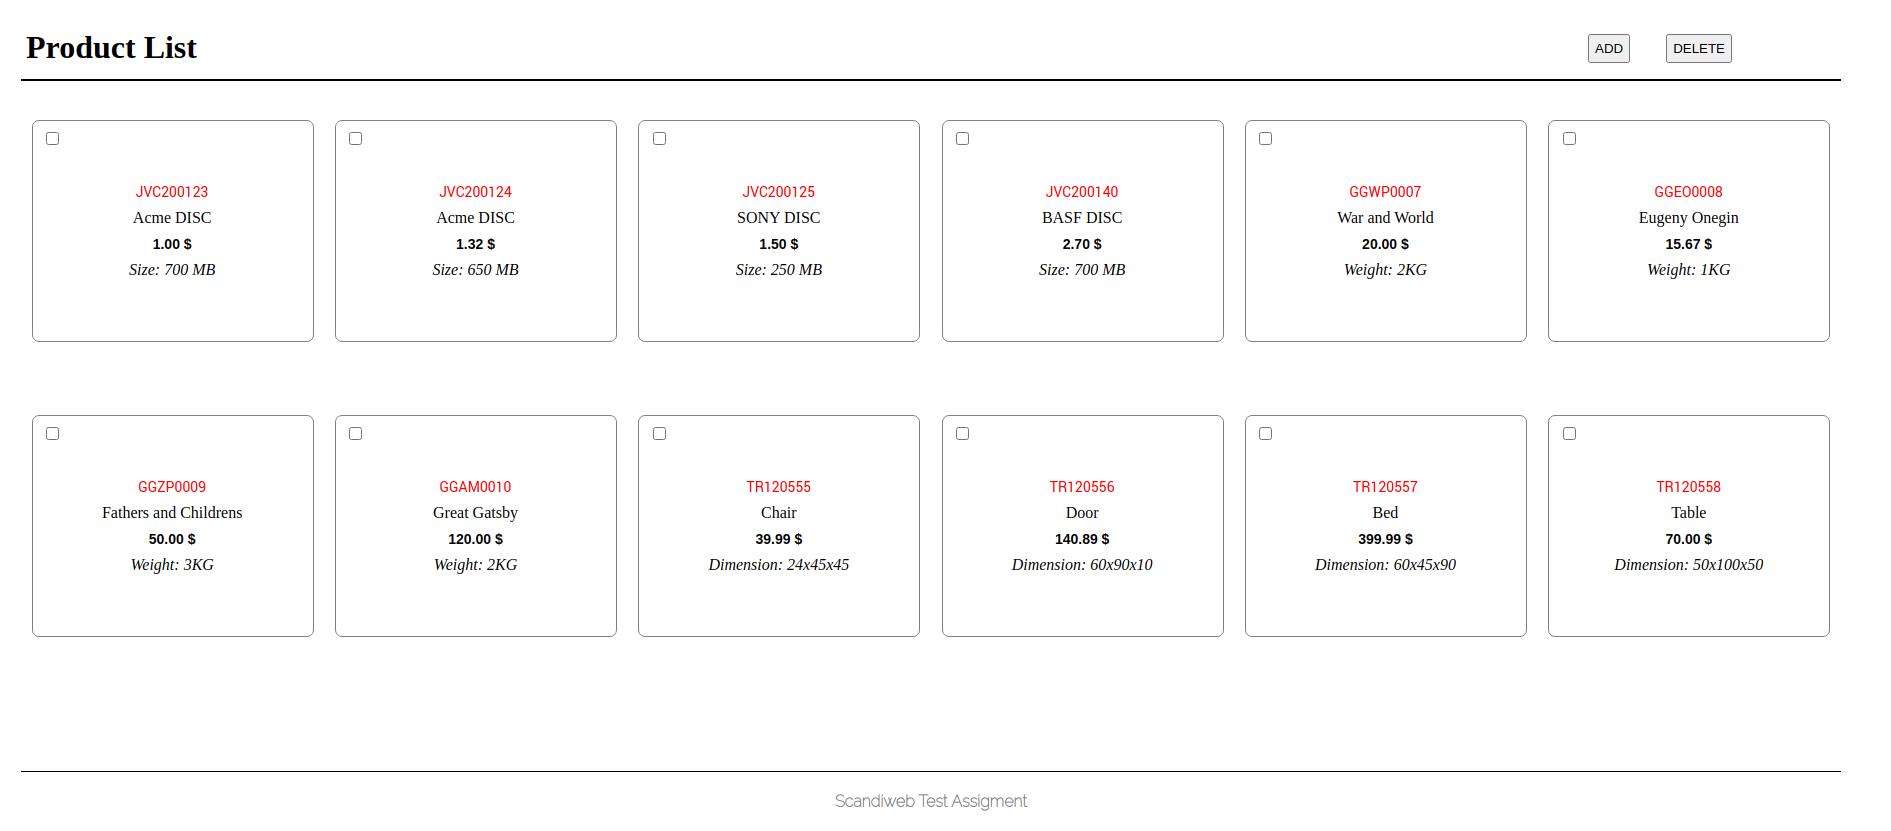 Product List
ADD
DELETE
JVC200123
Acme DISC
1.00 $
Size: 700 MB
JVC200124
Acme DISC
1.32 $
Size: 650 MB
JVC200125
SONY DISC
1.50 $
Size: 250 MB
JVC200140
BASF DISC
2.70 $
Size: 700 MB
GGWP0007
War and World
20.00 $
Weight: 2KG
GGEO0008
Eugeny Onegin
15.67 $
Weight: 1KG
GGZP0009
Fathers and Childrens
50.00 $
Weight: 3KG
GGAM0010
Great Gatsby
120.00 $
Weight: 2KG
TR120555
Chair
39.99 $
Dimension: 24x45x45
TR120556
Door
140.89 $
Dimension: 60x90x10
TR120557
Bed
399.99 $
Dimension: 60x45x90
TR120558
Table
70.00 $
Dimension: 50x100x50
Scandiweb Test Assigment